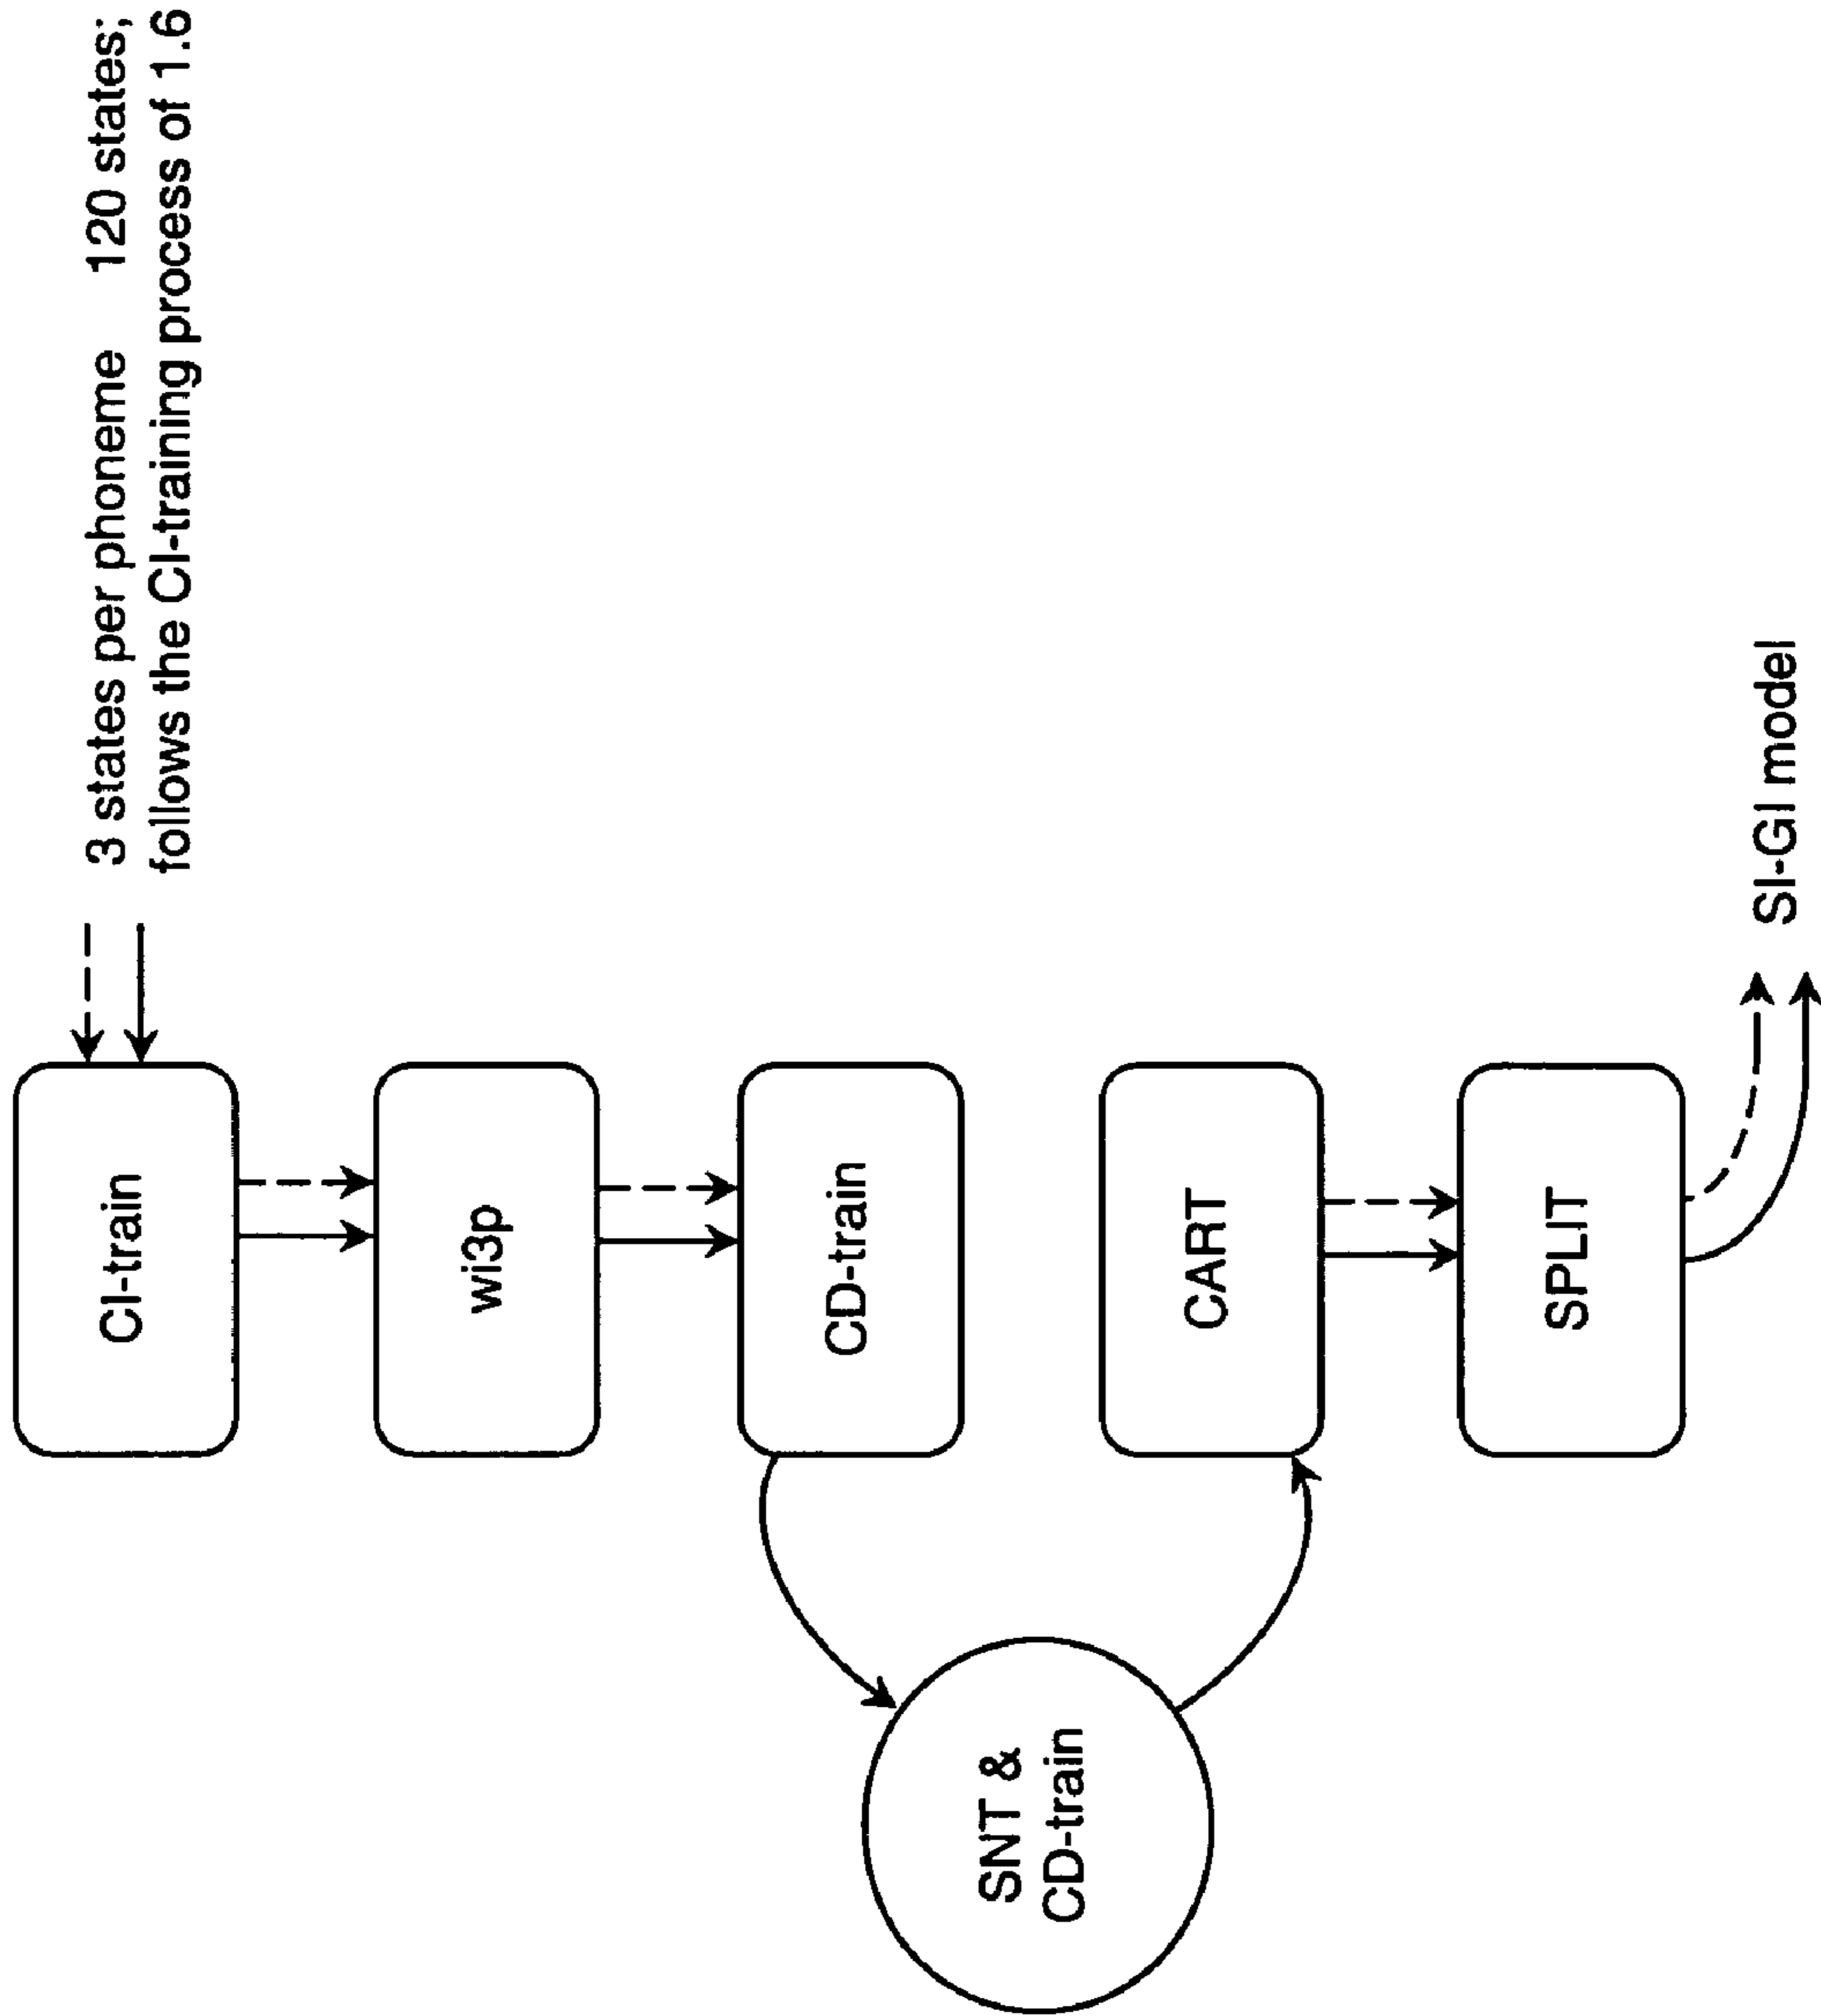 3 states per phoneme 120 states;
follows the CI-training process of 1.6
CI-train
wi3p
CD-train
SNT &
CD-train
CART
SPLIT
SI-GI model